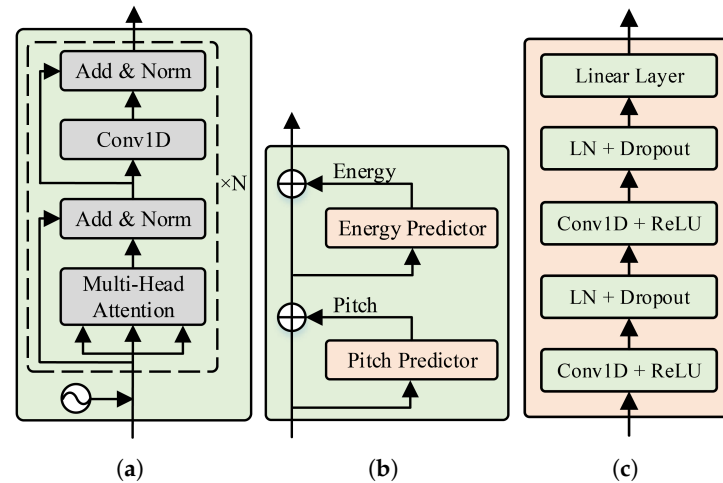 Add & Norm
Conv1D
×N
Add & Norm
Multi-Head
Attention
(a)
Energy
Energy Predictor
Pitch
Pitch Predictor
(b)
Linear Layer
LN + Dropout
Conv1D + ReLU
LN + Dropout
Conv1D + ReLU
(c)